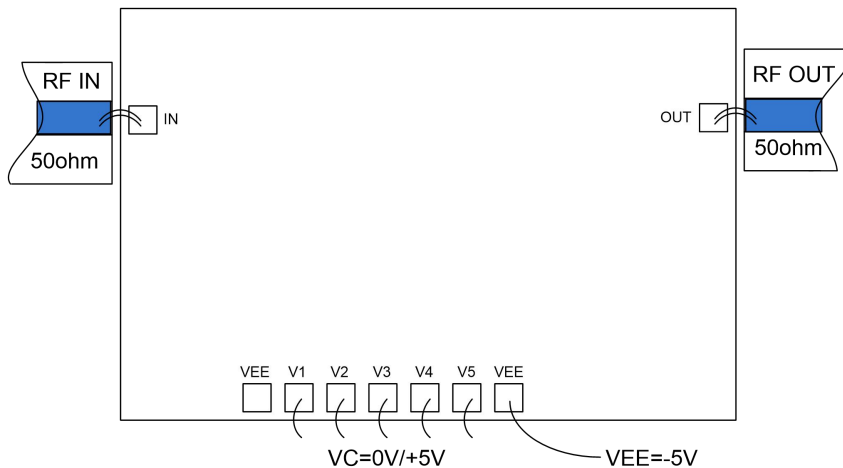 RF IN
50ohm
IN
OUT
RF OUT
50ohm
VEE V1 V2 V3 V4 V5 VEE
VC=0V/+5V
VEE=-5V